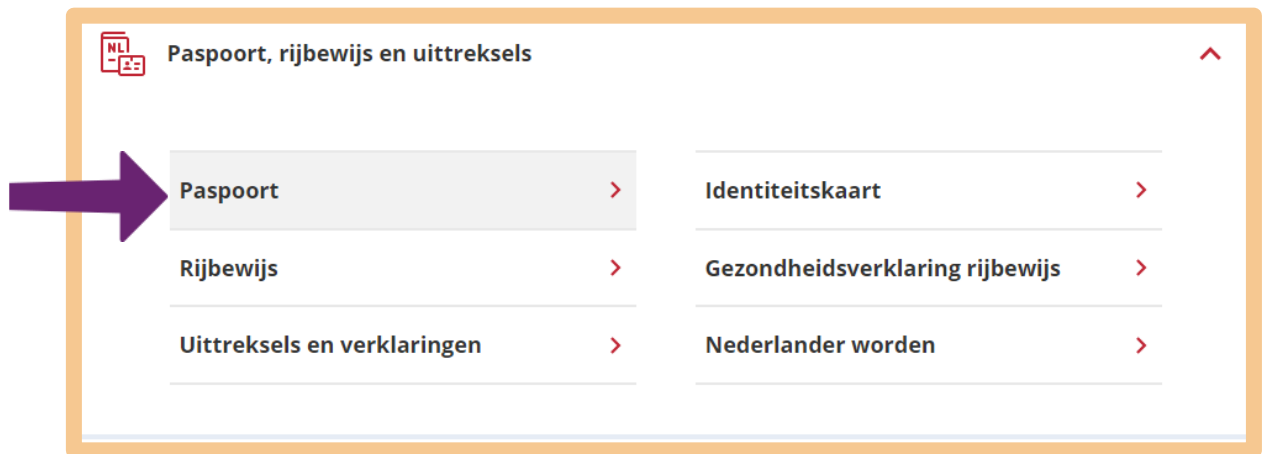 NL
Paspoort, rijbewijs en uittreksels
Paspoort
Identiteitskaart
Rijbewijs
Gezondheidsverklaring rijbewijs
Uittreksels en verklaringen
Nederlander worden